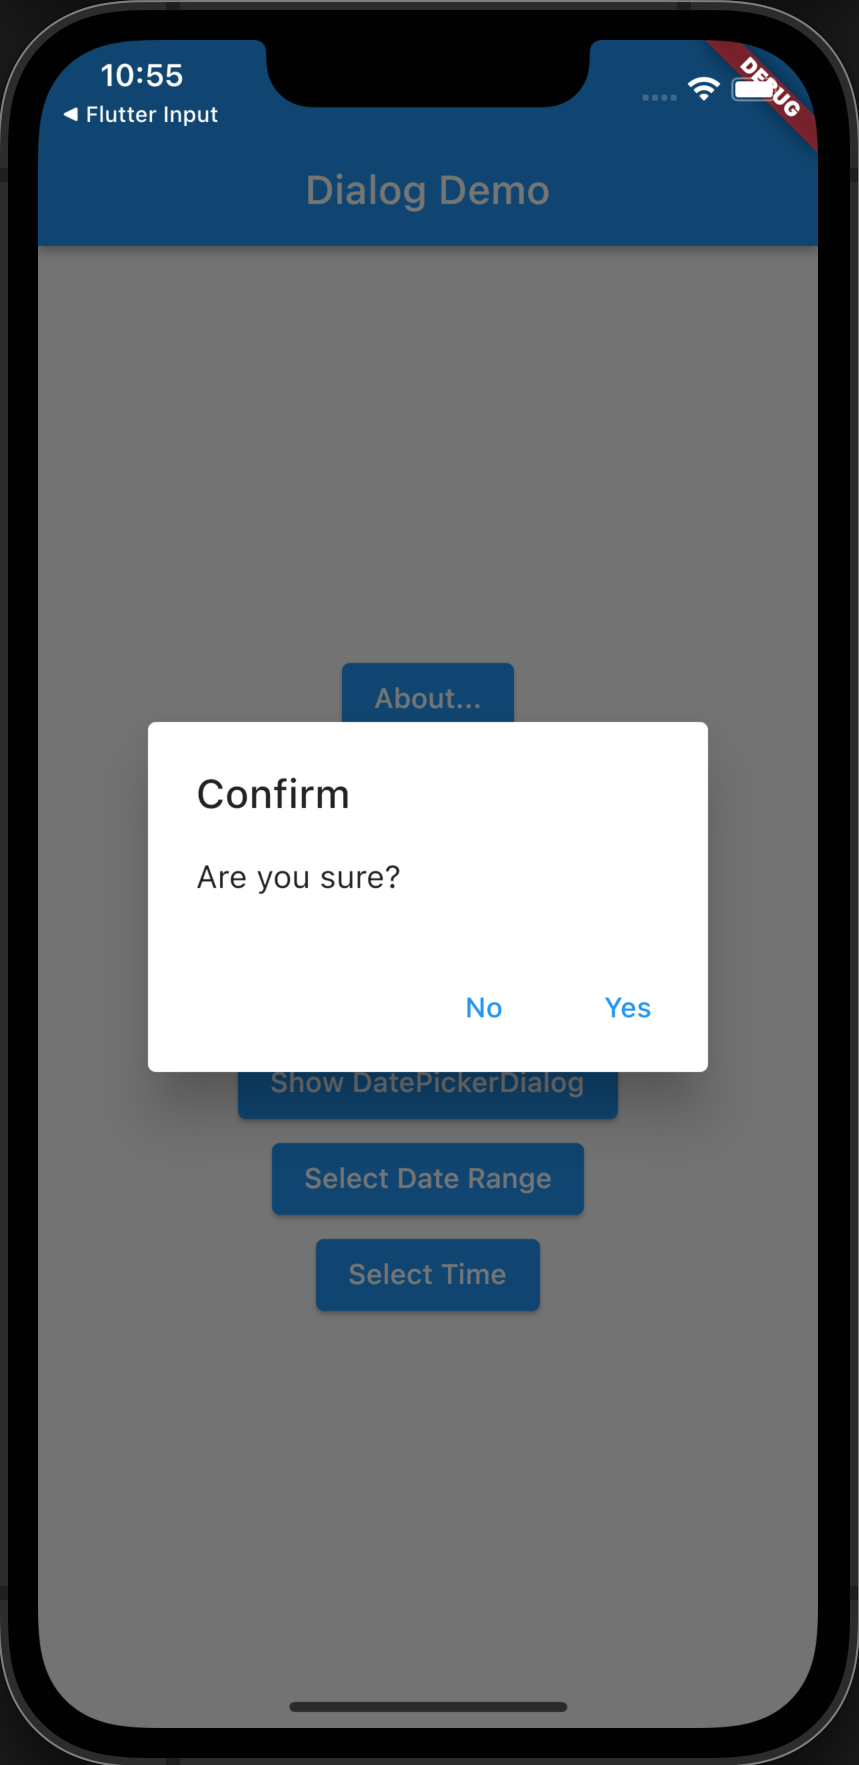 10:55
DEBUG
◀ Flutter Input
Dialog Demo
About...
Confirm
Are you sure?
No Yes
Show DatePickerDialog
Select Date Range
Select Time